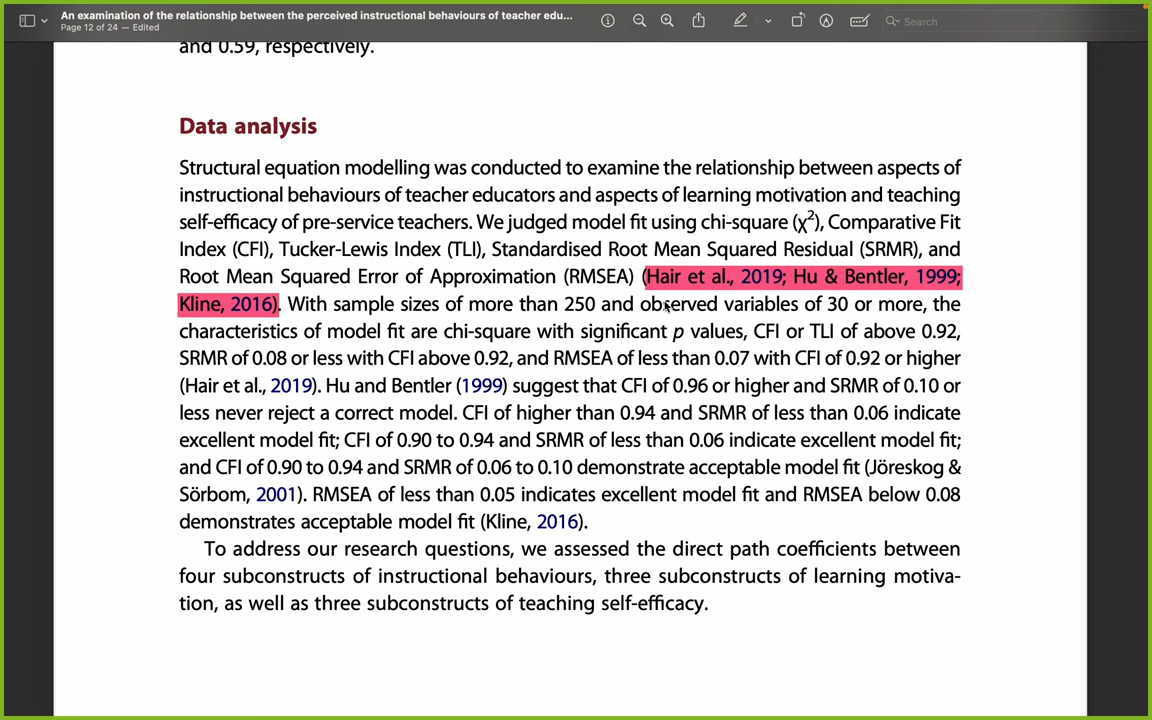 An examination of the relationship between the perceived instructional behaviours of teacher edu...
Page 12 of 24 — Edited
Search
and 0.59, respectively.
Data analysis
Structural equation modelling was conducted to examine the relationship between aspects of
instructional behaviours of teacher educators and aspects of learning motivation and teaching
self-efficacy of pre-service teachers. We judged model fit using chi-square (χ²), Comparative Fit
Index (CFI), Tucker-Lewis Index (TLI), Standardised Root Mean Squared Residual (SRMR), and
Root Mean Squared Error of Approximation (RMSEA) (Hair et al., 2019; Hu & Bentler, 1999;
Kline, 2016). With sample sizes of more than 250 and observed variables of 30 or more, the
characteristics of model fit are chi-square with significant p values, CFI or TLI of above 0.92,
SRMR of 0.08 or less with CFI above 0.92, and RMSEA of less than 0.07 with CFI of 0.92 or higher
(Hair et al., 2019). Hu and Bentler (1999) suggest that CFI of 0.96 or higher and SRMR of 0.10 or
less never reject a correct model. CFI of higher than 0.94 and SRMR of less than 0.06 indicate
excellent model fit; CFI of 0.90 to 0.94 and SRMR of less than 0.06 indicate excellent model fit;
and CFI of 0.90 to 0.94 and SRMR of 0.06 to 0.10 demonstrate acceptable model fit (Jöreskog &
Sörbom, 2001). RMSEA of less than 0.05 indicates excellent model fit and RMSEA below 0.08
demonstrates acceptable model fit (Kline, 2016).
To address our research questions, we assessed the direct path coefficients between
four subconstructs of instructional behaviours, three subconstructs of learning motiva-
tion, as well as three subconstructs of teaching self-efficacy.